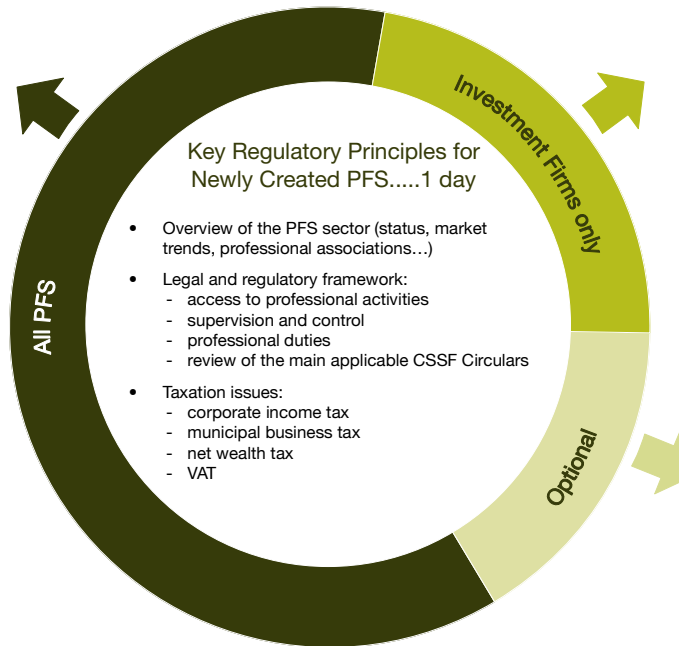 Investment Firms only
Key Regulatory Principles for
Newly Created PFS.....1 day
• Overview of the PFS sector (status, market
trends, professional associations…)
• Legal and regulatory framework:
- access to professional activities
- supervision and control
- professional duties
- review of the main applicable CSSF Circulars
• Taxation issues:
- corporate income tax
- municipal business tax
- net wealth tax
- VAT
All PFS
Optional